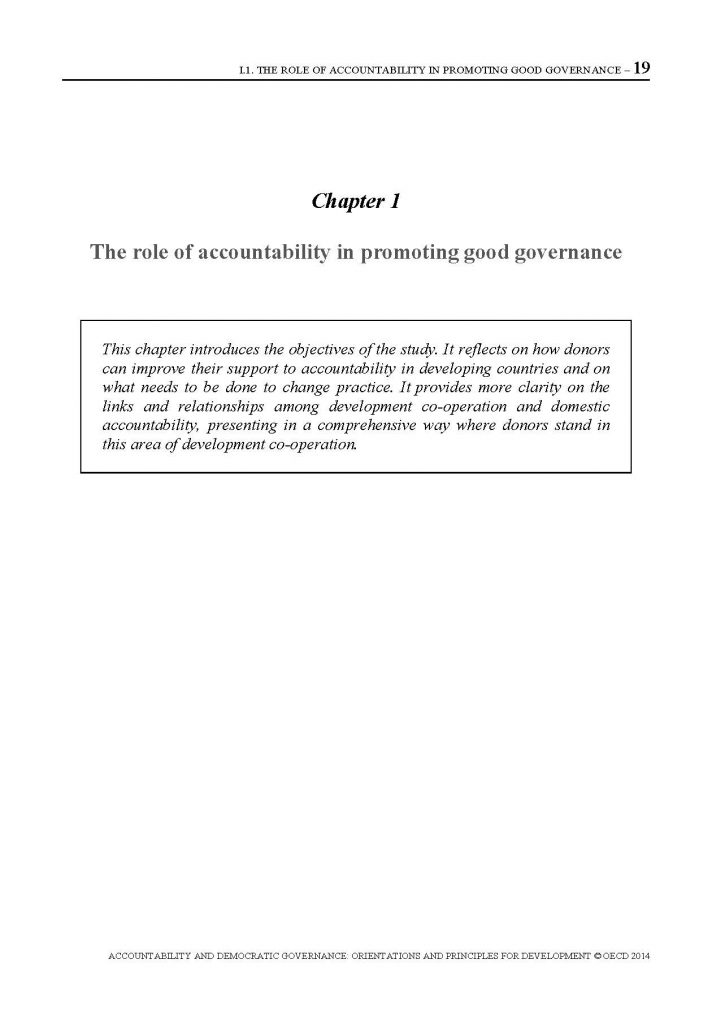 I.1. THE ROLE OF ACCOUNTABILITY IN PROMOTING GOOD GOVERNANCE – 19
Chapter 1
The role of accountability in promoting good governance
This chapter introduces the objectives of the study. It reflects on how donors
can improve their support to accountability in developing countries and on
what needs to be done to change practice. It provides more clarity on the
links and relationships among development co-operation and domestic
accountability, presenting in a comprehensive way where donors stand in
this area of development co-operation.
ACCOUNTABILITY AND DEMOCRATIC GOVERNANCE: ORIENTATIONS AND PRINCIPLES FOR DEVELOPMENT © OECD 2014